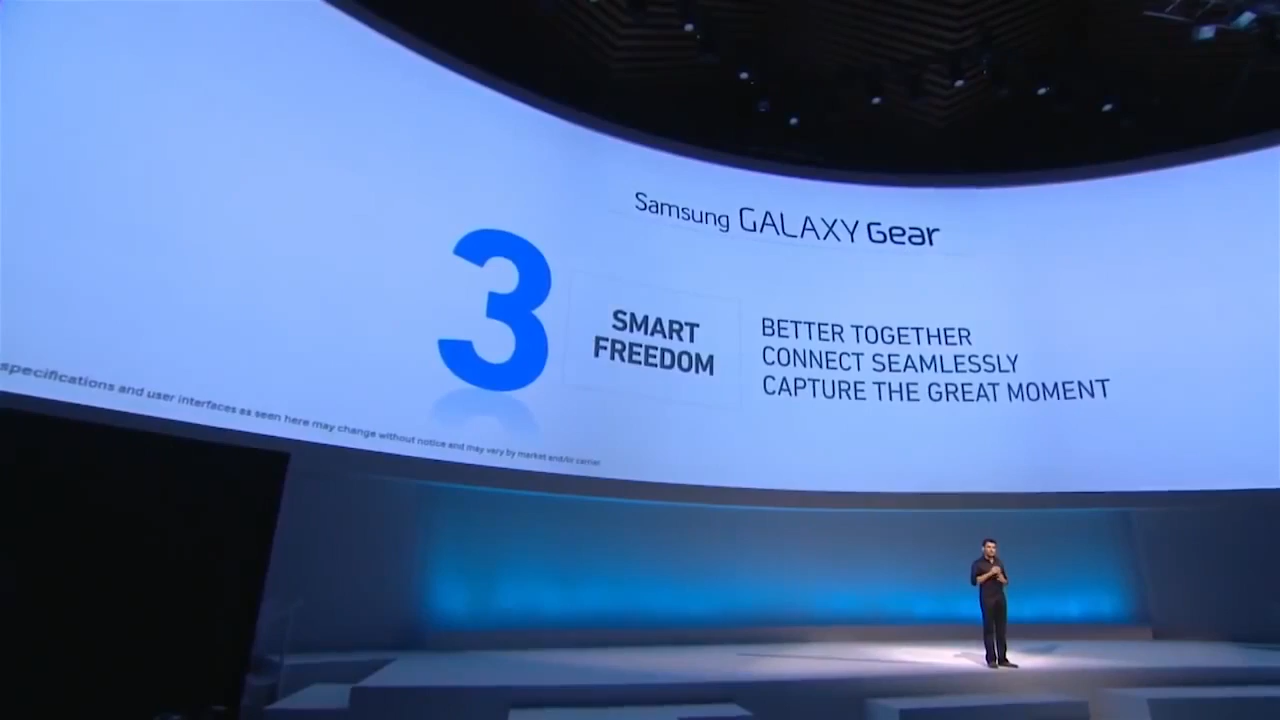 Samsung GALAXY Gear
3
SMART
FREEDOM
BETTER TOGETHER
CONNECT SEAMLESSLY
CAPTURE THE GREAT MOMENT
specifications and user interfaces as seen here may change without notice and may vary by market and/or carrier